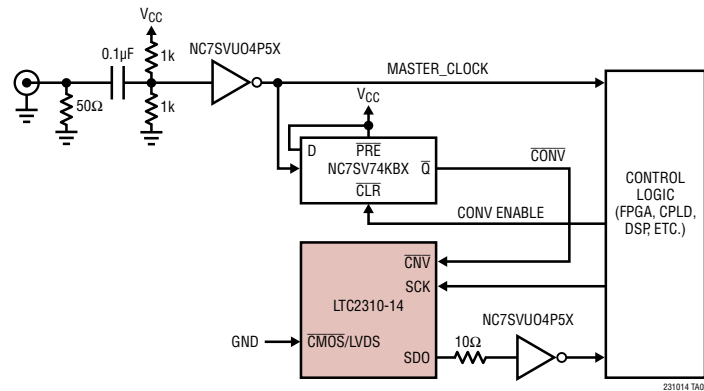 VCC
0.1µF
1k
NC7SVUO4P5X
MASTER_CLOCK
50Ω
1k
VCC
D
PRE
NC7SV74KBX
Q
CLR
CONV
CONV ENABLE
CONTROL
LOGIC
(FPGA, CPLD,
DSP, ETC.)
CNV
SCK
LTC2310-14
NC7SVUO4P5X
GND
CMOS/LVDS
SDO
10Ω
231014 TA0